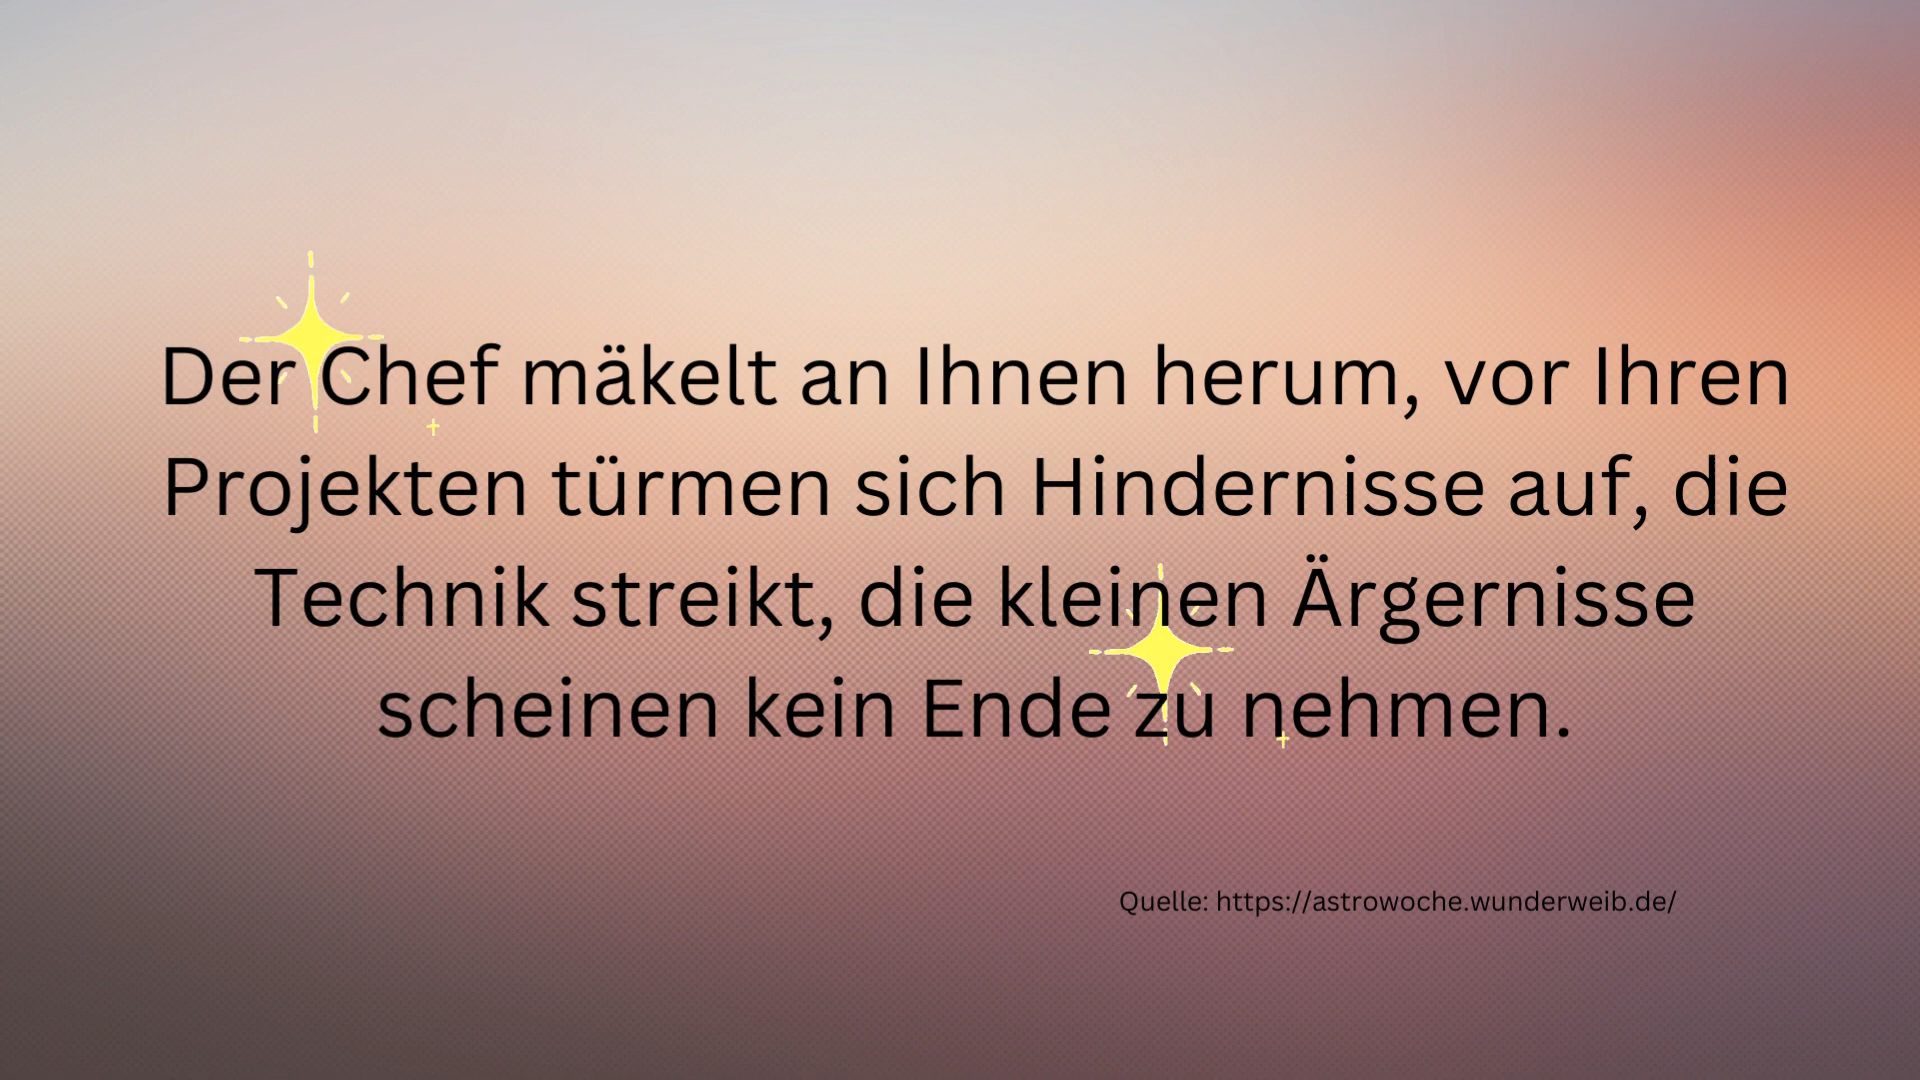 Der Chef mäkelt an Ihnen herum, vor Ihren
Projekten türmen sich Hindernisse auf, die
Technik streikt, die kleinen Ärgernisse
scheinen kein Ende zu nehmen.
Quelle: https://astrowoche.wunderweib.de/